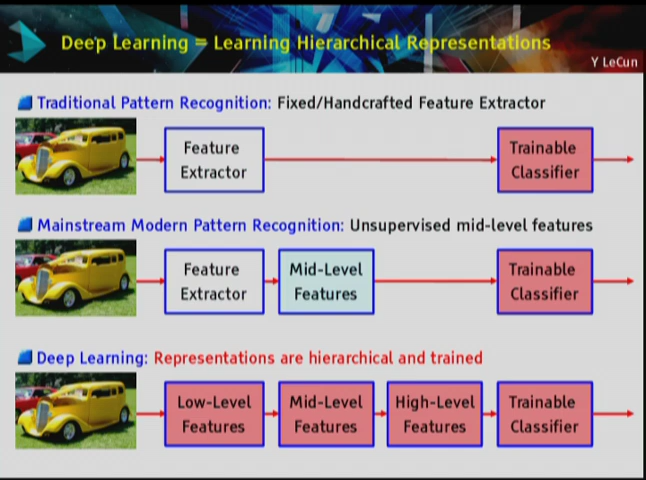 Deep Learning = Learning Hierarchical Representations
Y LeCun
Traditional Pattern Recognition: Fixed/Handcrafted Feature Extractor
Feature
Extractor
Trainable
Classifier
Mainstream Modern Pattern Recognition: Unsupervised mid-level features
Feature
Extractor
Mid-Level
Features
Trainable
Classifier
Deep Learning: Representations are hierarchical and trained
Low-Level
Features
Mid-Level
Features
High-Level
Features
Trainable
Classifier